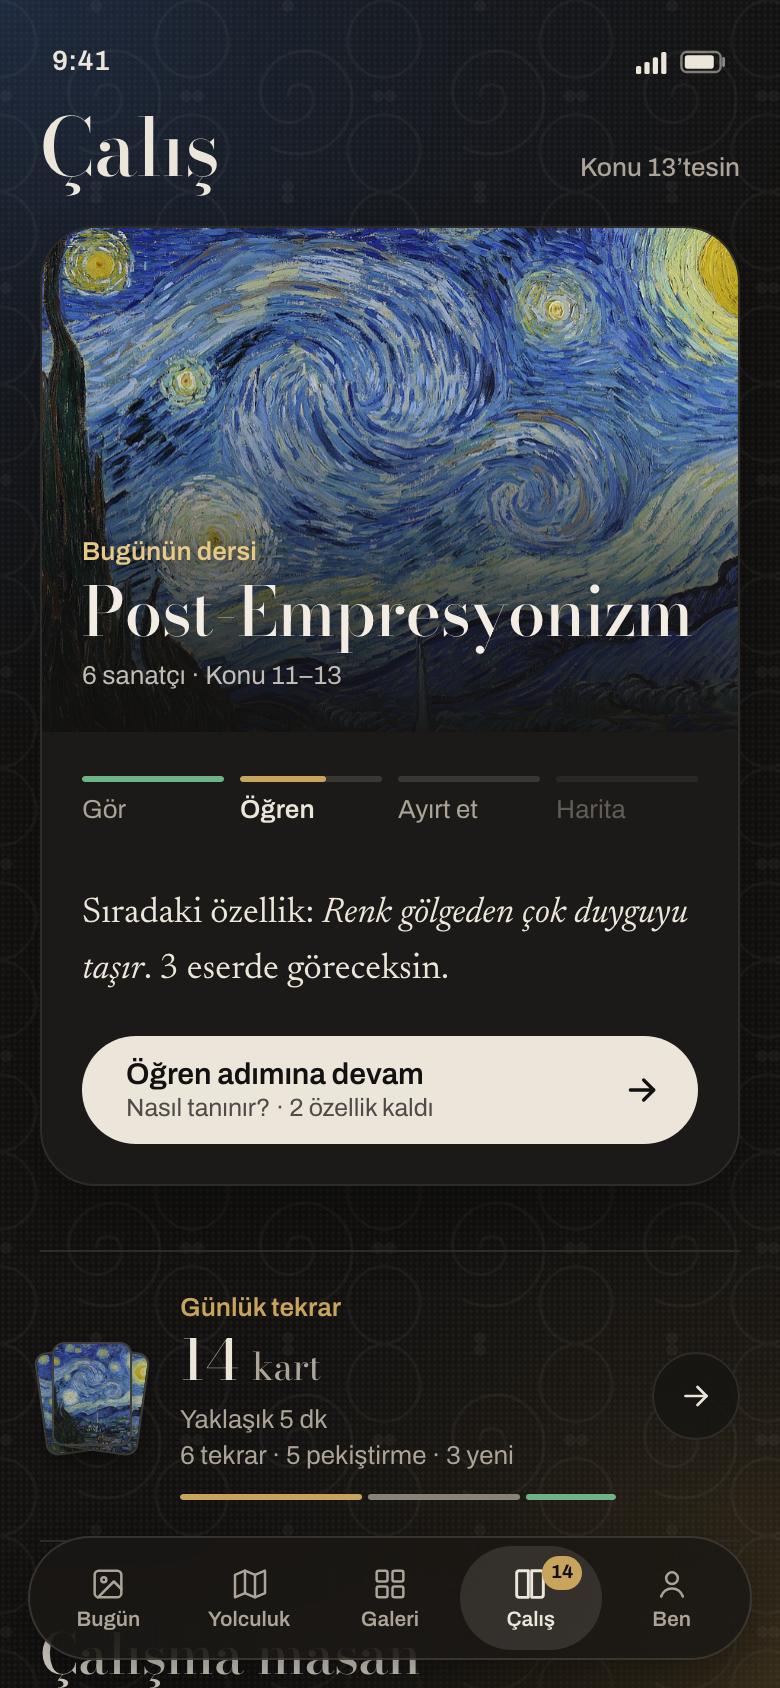 9:41
Çalış
Konu 13’tesin
Bugünün dersi
Post-Empresyonizm
6 sanatçı · Konu 11–13
Gör
Öğren
Ayırt et
Harita
Sıradaki özellik: Renk gölgeden çok duyguyu
taşır. 3 eserde göreceksin.
Öğren adımına devam
Nasıl tanınır? · 2 özellik kaldı
Günlük tekrar
14 kart
Yaklaşık 5 dk
6 tekrar · 5 pekiştirme · 3 yeni
14
Bugün
Yolculuk
Galeri
Çalış
Ben
Çalışma masan